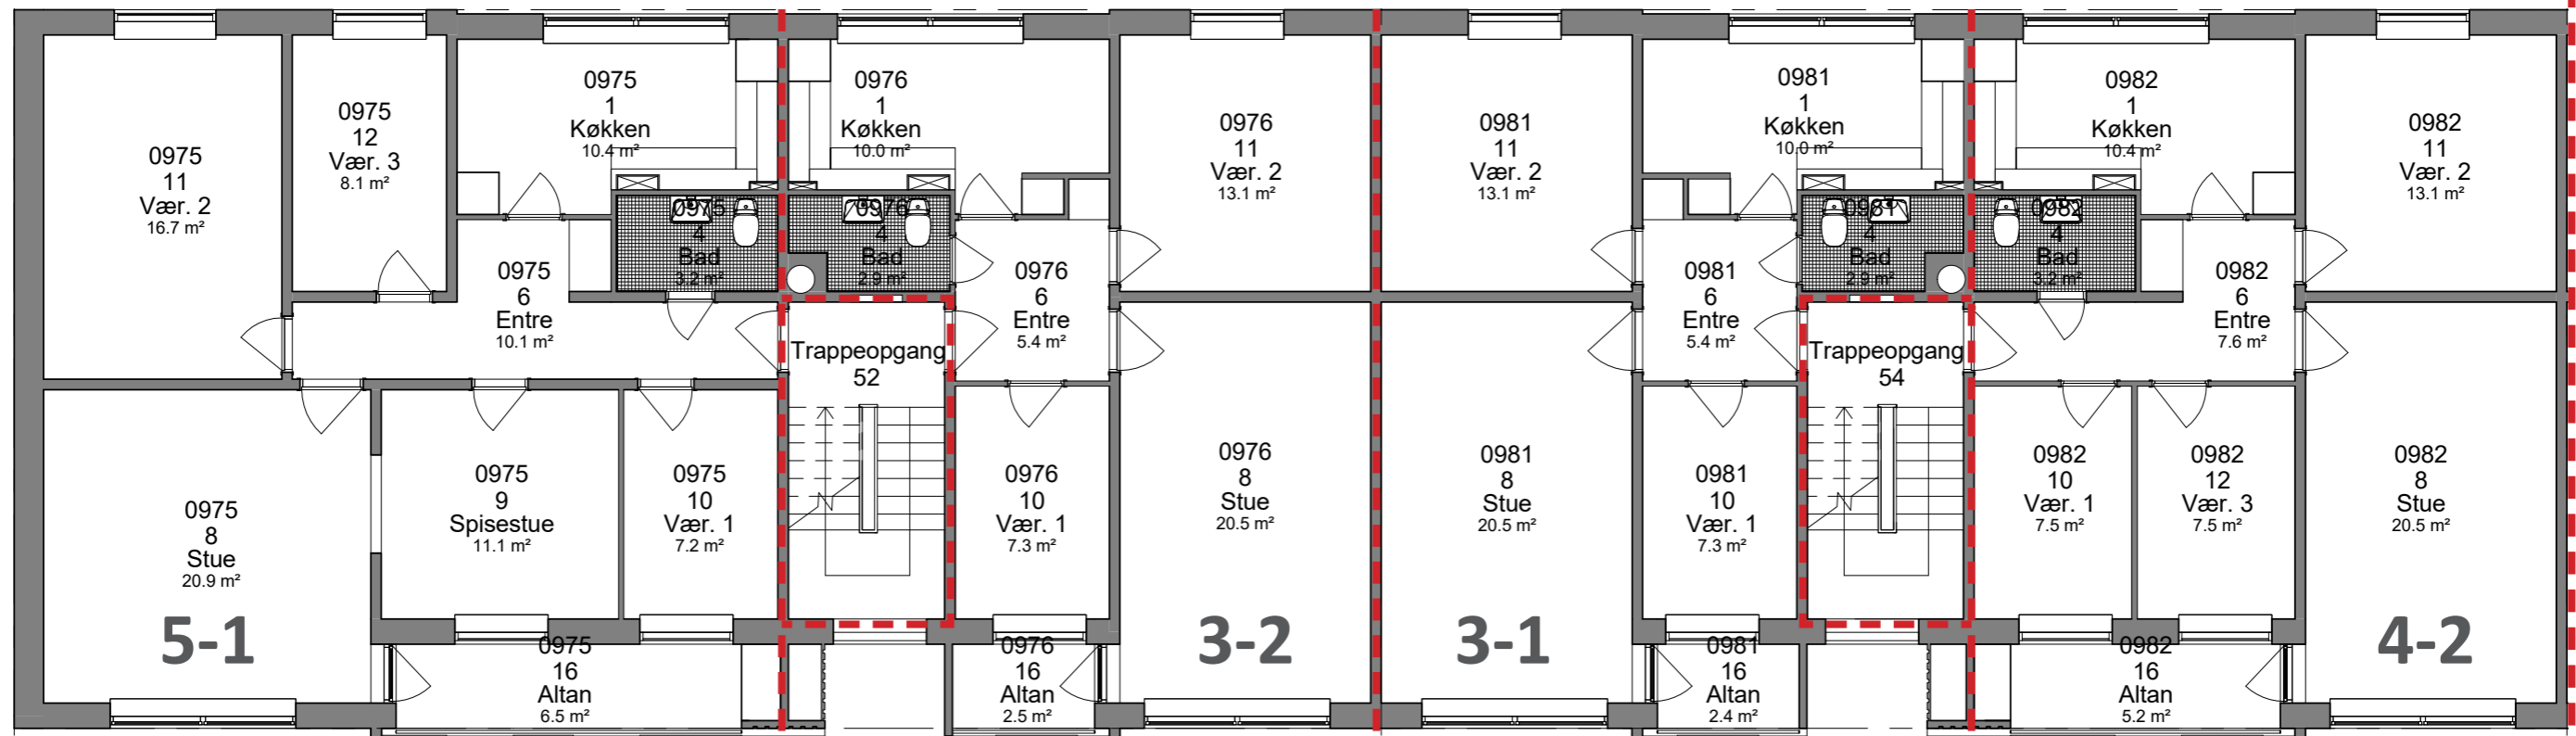 0975
11
Vær. 2
16.7 m²
0975
12
Vær. 3
8.1 m²
0975
1
Køkken
10.4 m²
0976
1
Køkken
10.0 m²
0976
11
Vær. 2
13.1 m²
0981
11
Vær. 2
13.1 m²
0981
1
Køkken
10.0 m²
0982
1
Køkken
10.4 m²
0982
11
Vær. 2
13.1 m²
0975
4
Bad
3.2 m²
0976
4
Bad
2.9 m²
0981
4
Bad
2.9 m²
0982
4
Bad
3.2 m²
0975
6
Entre
10.1 m²
0976
6
Entre
5.4 m²
0981
6
Entre
5.4 m²
0982
6
Entre
7.6 m²
Trappeopgang
52
Trappeopgang
54
0975
8
Stue
20.9 m²
0975
9
Spisestue
11.1 m²
0975
10
Vær. 1
7.2 m²
0976
10
Vær. 1
7.3 m²
0976
8
Stue
20.5 m²
0981
8
Stue
20.5 m²
0981
10
Vær. 1
7.3 m²
0982
10
Vær. 1
7.5 m²
0982
12
Vær. 3
7.5 m²
0982
8
Stue
20.5 m²
5-1
3-2
3-1
4-2
0975
16
Altan
6.5 m²
0976
16
Altan
2.5 m²
0981
16
Altan
2.4 m²
0982
16
Altan
5.2 m²